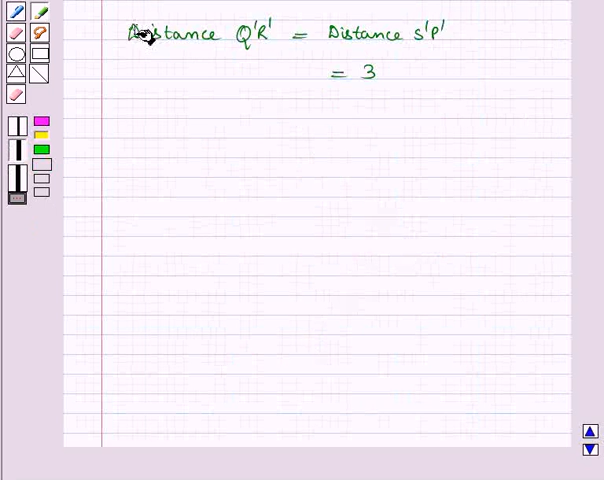 Distance Q'R' = Distance S'P'
= 3